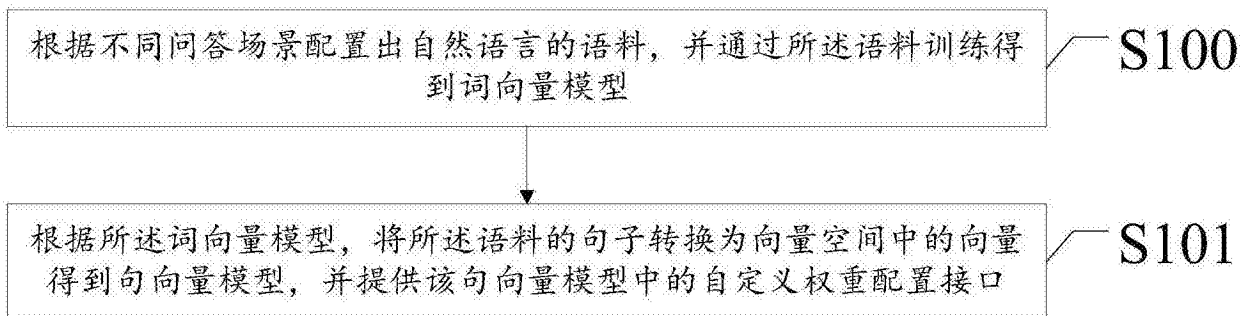 根据不同问答场景配置出自然语言的语料，并通过所述语料训练得
到词向量模型
S100
根据所述词向量模型，将所述语料的句子转换为向量空间中的向量
得到句向量模型，并提供该句向量模型中的自定义权重配置接口
S101